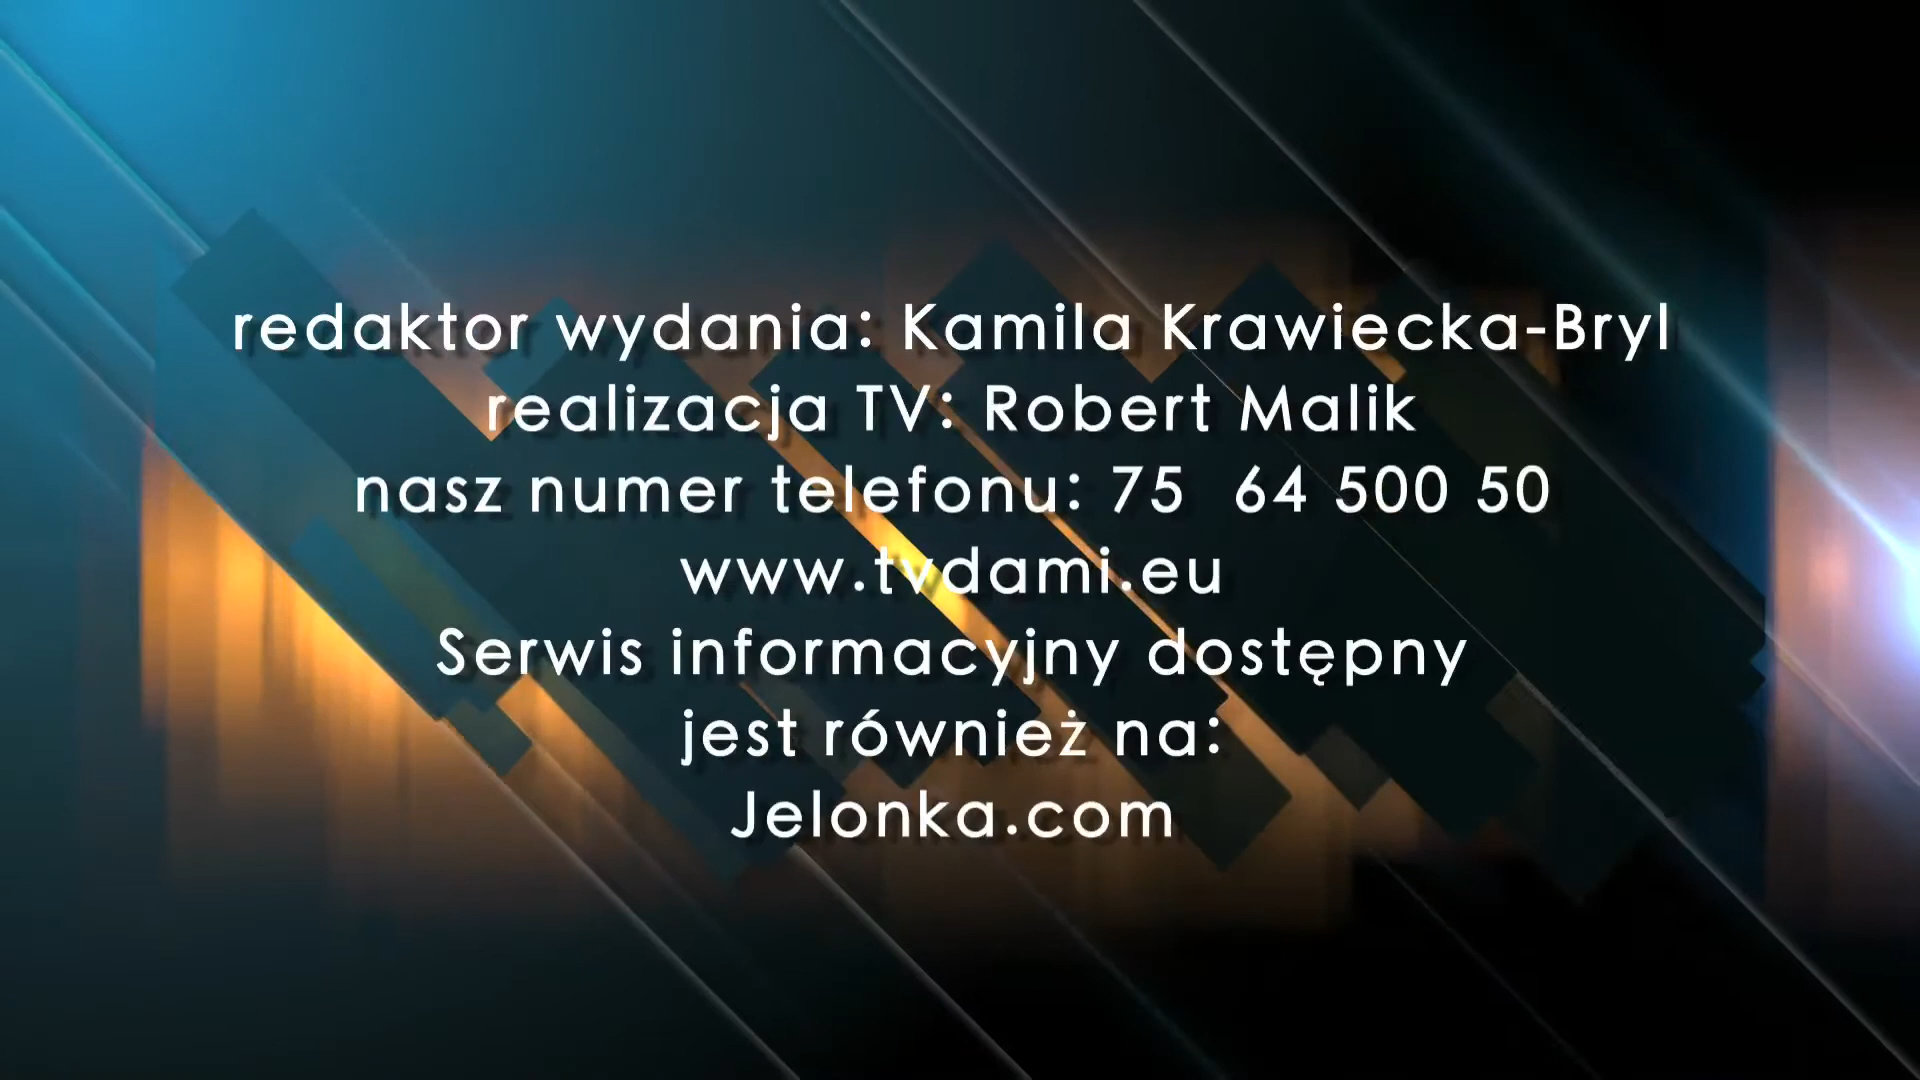 redaktor wydania: Kamila Krawiecka-Bryl
realizacja TV: Robert Malik
nasz numer telefonu: 75  64 500 50
www.tvdami.eu
Serwis informacyjny dostępny
jest również na:
Jelonka.com